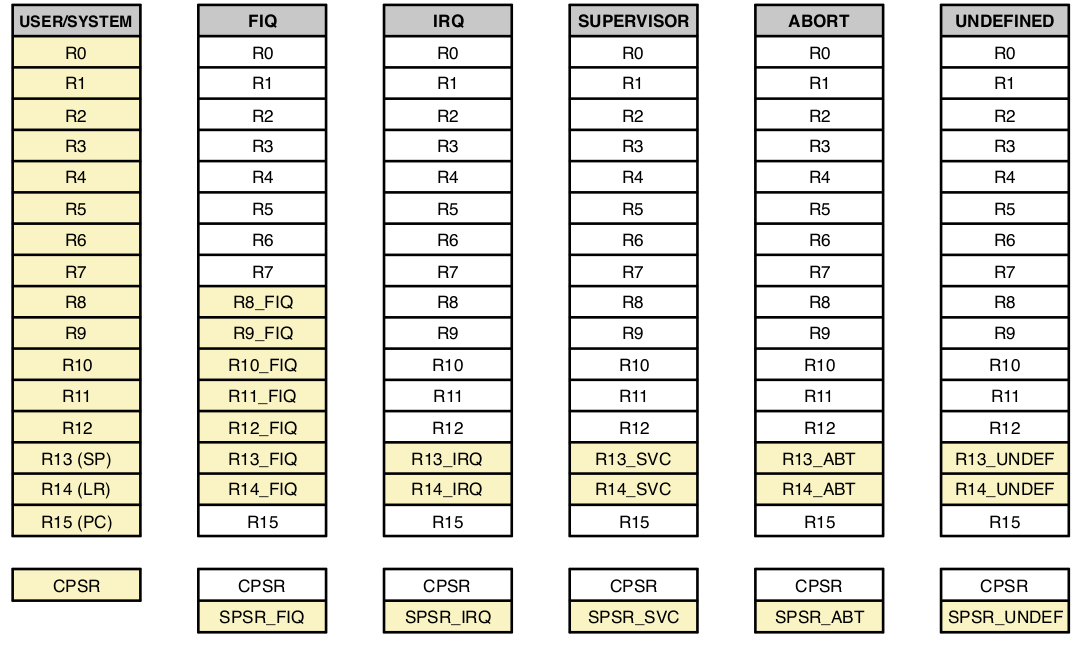 USER/SYSTEM FIQ IRQ SUPERVISOR ABORT UNDEFINED
R0 R0 R0 R0 R0 R0
R1 R1 R1 R1 R1 R1
R2 R2 R2 R2 R2 R2
R3 R3 R3 R3 R3 R3
R4 R4 R4 R4 R4 R4
R5 R5 R5 R5 R5 R5
R6 R6 R6 R6 R6 R6
R7 R7 R7 R7 R7 R7
R8 R8_FIQ R8 R8 R8 R8
R9 R9_FIQ R9 R9 R9 R9
R10 R10_FIQ R10 R10 R10 R10
R11 R11_FIQ R11 R11 R11 R11
R12 R12_FIQ R12 R12 R12 R12
R13 (SP) R13_FIQ R13_IRQ R13_SVC R13_ABT R13_UNDEF
R14 (LR) R14_FIQ R14_IRQ R14_SVC R14_ABT R14_UNDEF
R15 (PC) R15 R15 R15 R15 R15
CPSR CPSR CPSR CPSR CPSR CPSR
SPSR_FIQ SPSR_IRQ SPSR_SVC SPSR_ABT SPSR_UNDEF